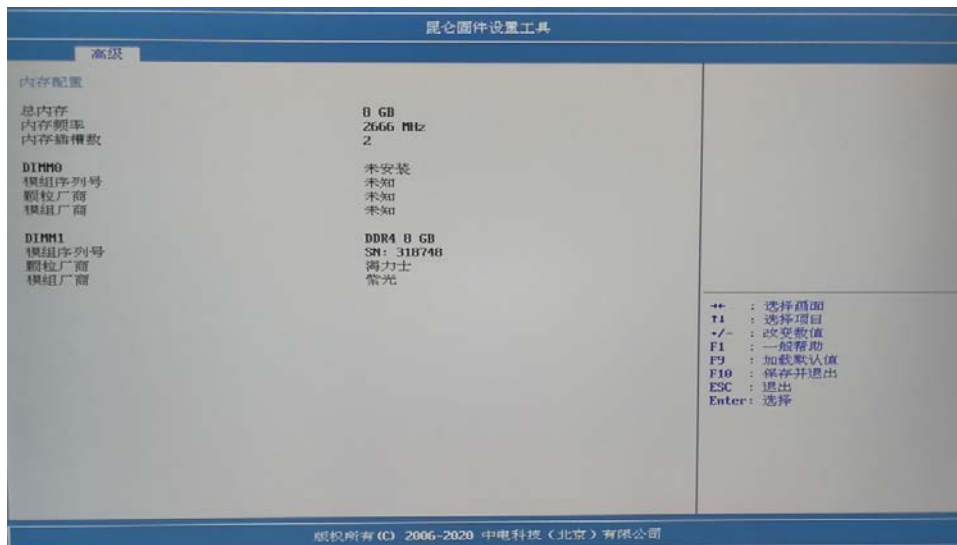 昆仑固件设置工具
高级
内存配置
总内存 8 GB
内存频率 2666 MHz
内存插槽数 2
DIMM0 未安装
模组序列号 未知
颗粒厂商 未知
模组厂商 未知
DIMM1 DDR4 8 GB
模组序列号 SN: 318748
颗粒厂商 海力士
模组厂商 紫光
→← : 选择画面
↑↓ : 选择项目
+/- : 改变数值
F1 : 一般帮助
F9 : 加载默认值
F10 : 保存并退出
ESC : 退出
Enter: 选择
版权所有(C) 2006-2020 中电科技（北京）有限公司